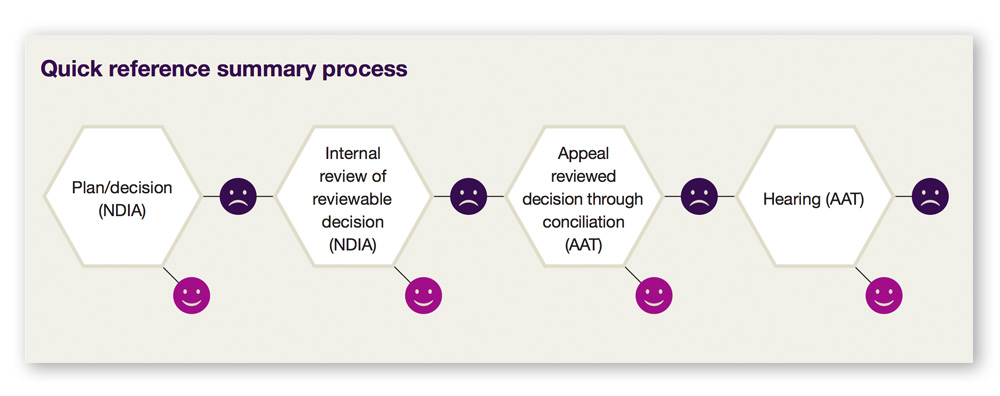 Quick reference summary process
Plan/decision
(NDIA)
Internal
review of
reviewable
decision
(NDIA)
Appeal
reviewed
decision through
conciliation
(AAT)
Hearing (AAT)